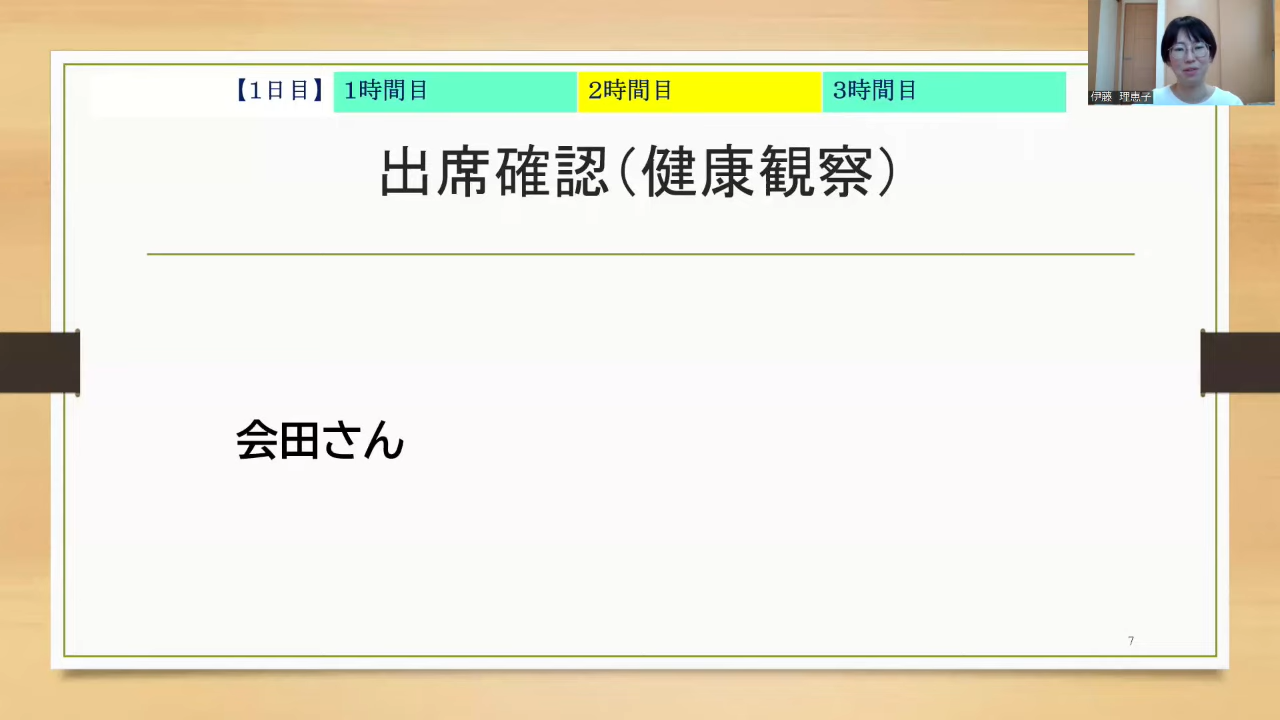 【1日目】 1時間目 2時間目 3時間目
伊藤 理恵子
出席確認（健康観察）
会田さん
7